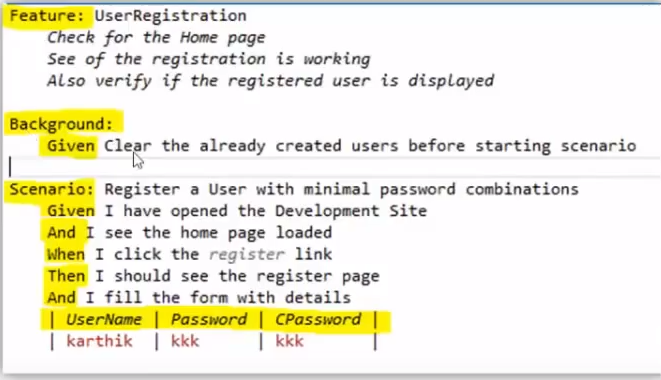 Feature: UserRegistration
Check for the Home page
See of the registration is working
Also verify if the registered user is displayed
Background:
Given Clear the already created users before starting scenario
Scenario: Register a User with minimal password combinations
Given I have opened the Development Site
And I see the home page loaded
When I click the register link
Then I should see the register page
And I fill the form with details
| UserName | Password | CPassword |
| karthik | kkk | kkk |